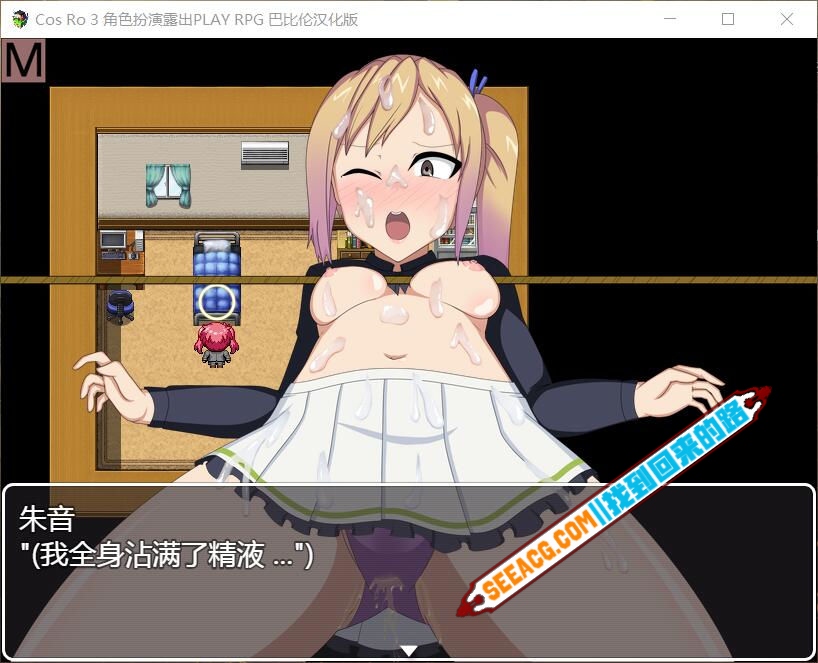 Cos Ro 3 角色扮演露出PLAY RPG 巴比伦汉化版
M
朱音
"(我全身沾满了精液 ...")
SEEACG.COM||找到回来的路